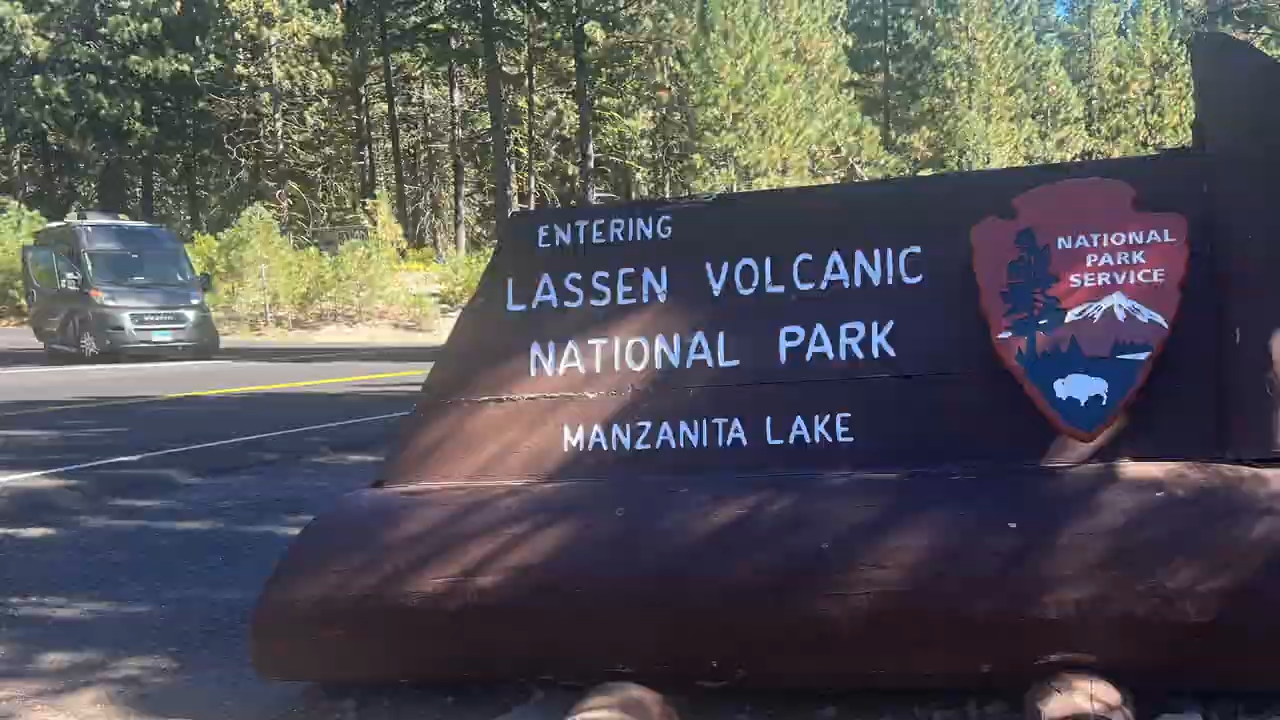 ENTERING
LASSEN VOLCANIC
NATIONAL PARK
MANZANITA LAKE
NATIONAL
PARK
SERVICE